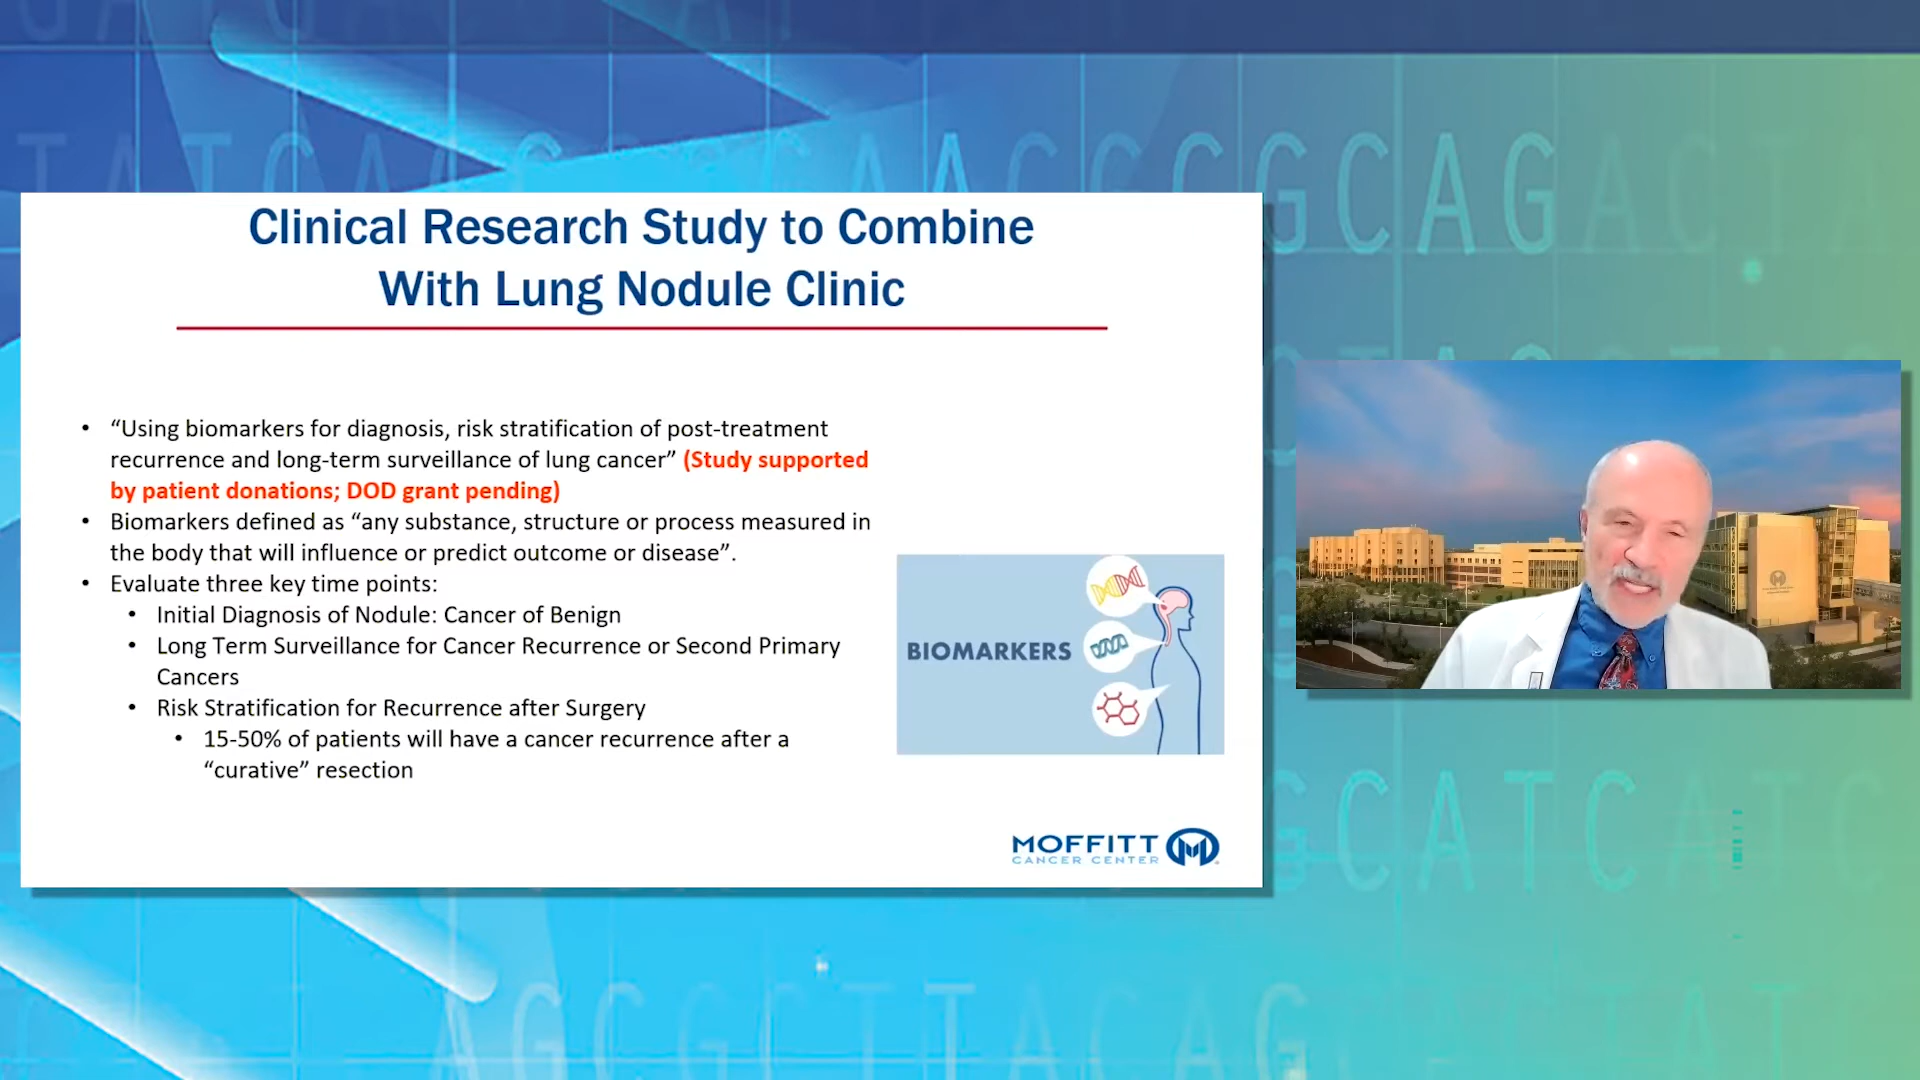 Clinical Research Study to Combine
With Lung Nodule Clinic
• “Using biomarkers for diagnosis, risk stratification of post-treatment
recurrence and long-term surveillance of lung cancer” (Study supported
by patient donations; DOD grant pending)
• Biomarkers defined as “any substance, structure or process measured in
the body that will influence or predict outcome or disease”.
• Evaluate three key time points:
• Initial Diagnosis of Nodule: Cancer of Benign
• Long Term Surveillance for Cancer Recurrence or Second Primary
Cancers
• Risk Stratification for Recurrence after Surgery
• 15-50% of patients will have a cancer recurrence after a
“curative” resection
BIOMARKERS
MOFFITT
CANCER CENTER
GCAG
GCATC
AGCGCTTACAG